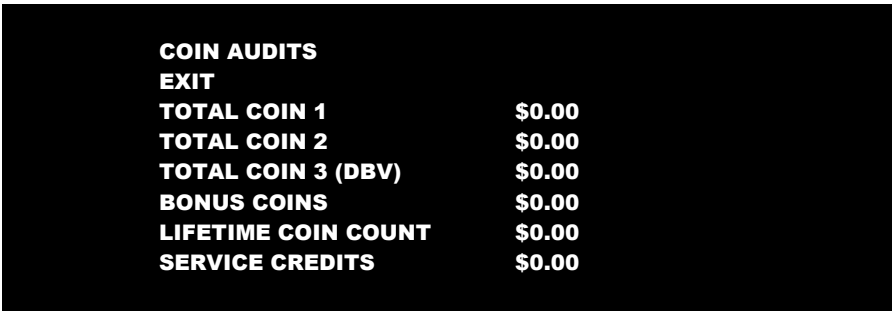 COIN AUDITS
EXIT
TOTAL COIN 1 $0.00
TOTAL COIN 2 $0.00
TOTAL COIN 3 (DBV) $0.00
BONUS COINS $0.00
LIFETIME COIN COUNT $0.00
SERVICE CREDITS $0.00